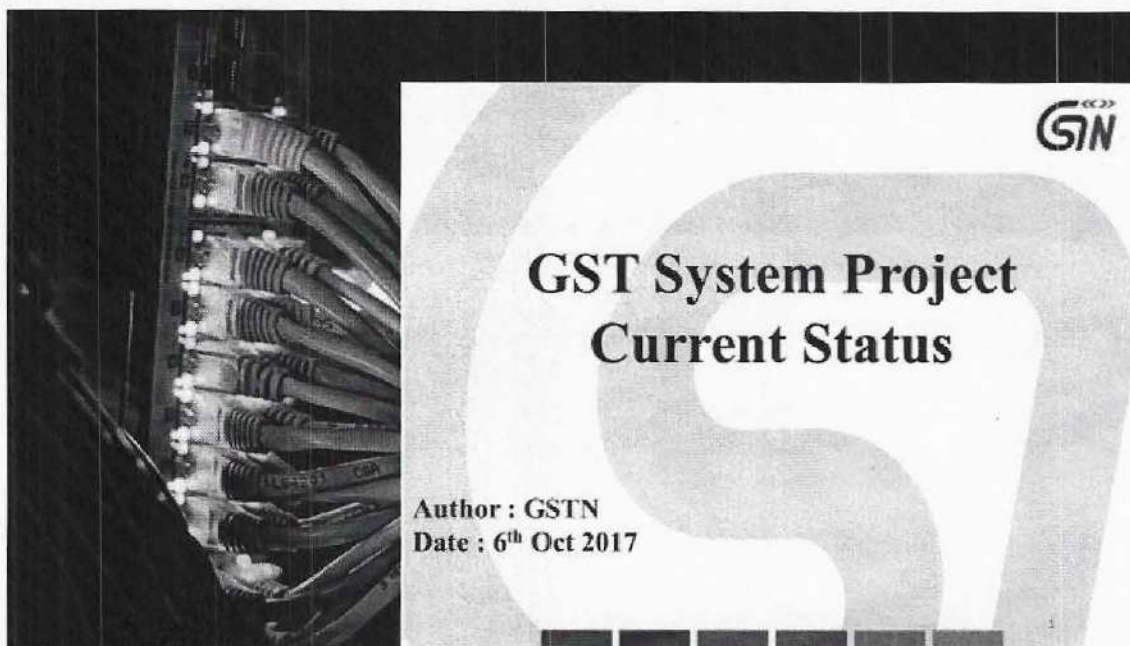 GSTN
GST System Project
Current Status
Author : GSTN
Date : 6th Oct 2017
1